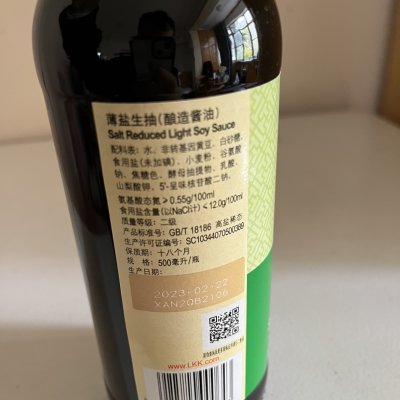 薄盐生抽(酿造酱油)
Salt Reduced Light Soy Sauce
配料表: 水、非转基因黄豆、白砂糖、
食用盐(未加碘)、小麦粉、谷氨酸
钠、焦糖色、酵母抽提物、乳酸、
山梨酸钾、5'-呈味核苷酸二钠。
氨基酸态氮≥0.55g/100ml
食用盐含量(以NaCl计)≤12.0g/100ml
质量等级: 二级
产品标准号: GB/T 18186 高盐稀态
生产许可证编号: SC10344070500389
保质期: 十八个月
规 格: 500毫升/瓶
生产日期:
2023-02-22
XAN2QB2106
www.LKK.com